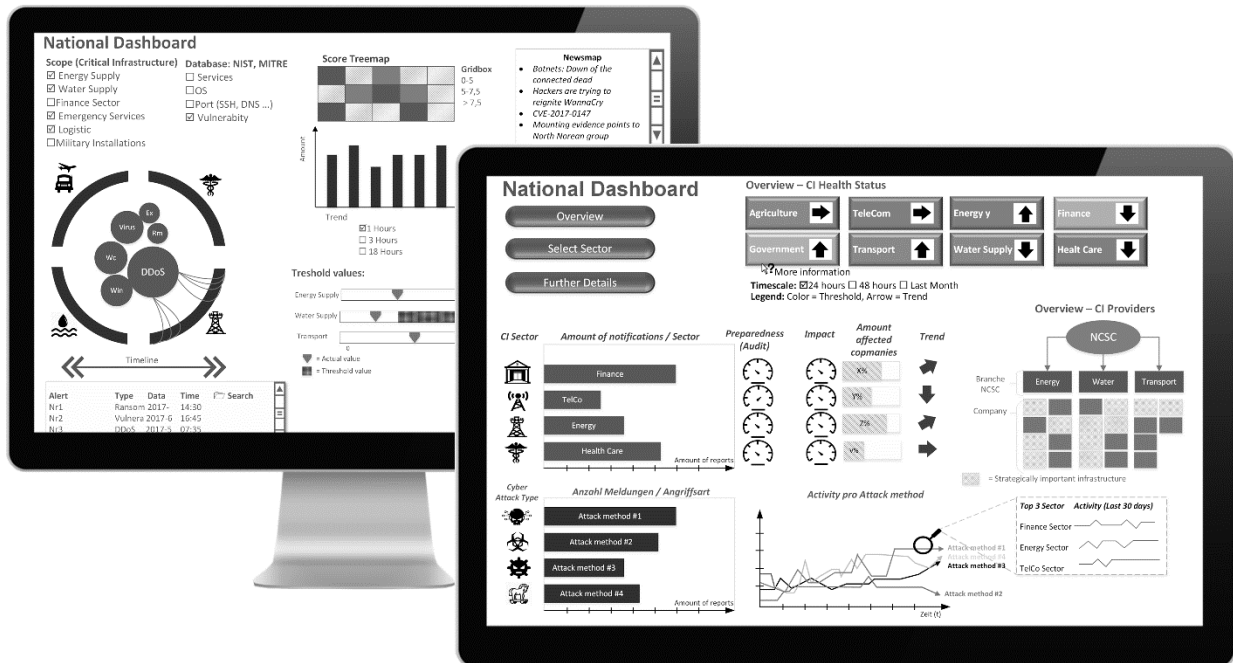 National Dashboard
Scope (Critical Infrastructure)
Energy Supply
Water Supply
Finance Sector
Emergency Services
Logistic
Military Installations
Database: NIST, MITRE
Services
OS
Port (SSH, DNS ...)
Vulnerabity
Score Treemap
Gridbox
0-5
5-7,5
> 7,5
Newsmap
Botnets: Dawn of the
connected dead
Hackers are trying to
reignite WannaCry
CVE-2017-0147
Mounting evidence points to
North Norean group
Amount
Trend
1 Hours
3 Hours
18 Hours
Ex
Virus
Rm
Wc
DDoS
Win
Treshold values:
Energy Supply
Water Supply
Transport
0
= Actual value
= Threshold value
Timeline
Alert Type Data Time Search
Nr1 Ransom 2017- 14:30
Nr2 Vulnera 2017-6 16:45
Nr3 DDoS 2017-5 07:35
National Dashboard
Overview
Select Sector
Further Details
Overview – CI Health Status
Agriculture
TeleCom
Energy y
Finance
Government
Transport
Water Supply
Healt Care
?More information
Timescale: 24 hours 48 hours Last Month
Legend: Color = Threshold, Arrow = Trend
CI Sector
Amount of notifications / Sector
Preparedness
(Audit)
Impact
Amount
affected
copmanies
Trend
Finance
TelCo
Energy
Health Care
Amount of reports
X%
Y%
Z%
V%
Overview – CI Providers
NCSC
Branche
NCSC
Energy
Water
Transport
Company
= Strategically important infrastructure
Cyber
Attack Type
Anzahl Meldungen / Angriffsart
Attack method #1
Attack method #2
Attack method #3
Attack method #4
Amount of reports
Activity pro Attack method
Attack method #1
Attack method #4
Attack method #3
Attack method #2
Zeit (t)
Top 3 Sector Activity (Last 30 days)
Finance Sector
Energy Sector
TelCo Sector